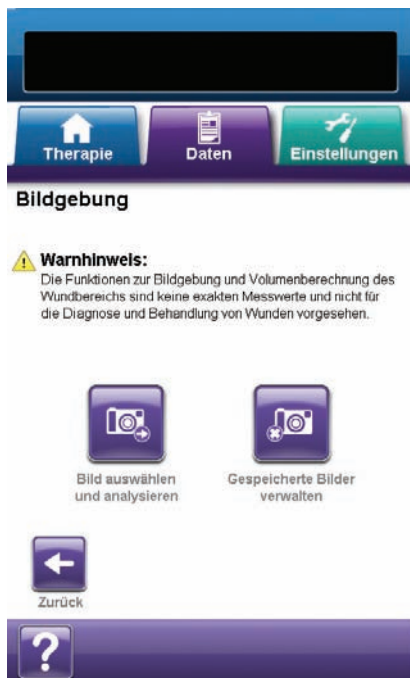 Therapie
Daten
Einstellungen
Bildgebung
Warnhinweis:
Die Funktionen zur Bildgebung und Volumenberechnung des
Wundbereichs sind keine exakten Messwerte und nicht für
die Diagnose und Behandlung von Wunden vorgesehen.
Bild auswählen
und analysieren
Gespeicherte Bilder
verwalten
Zurück
?